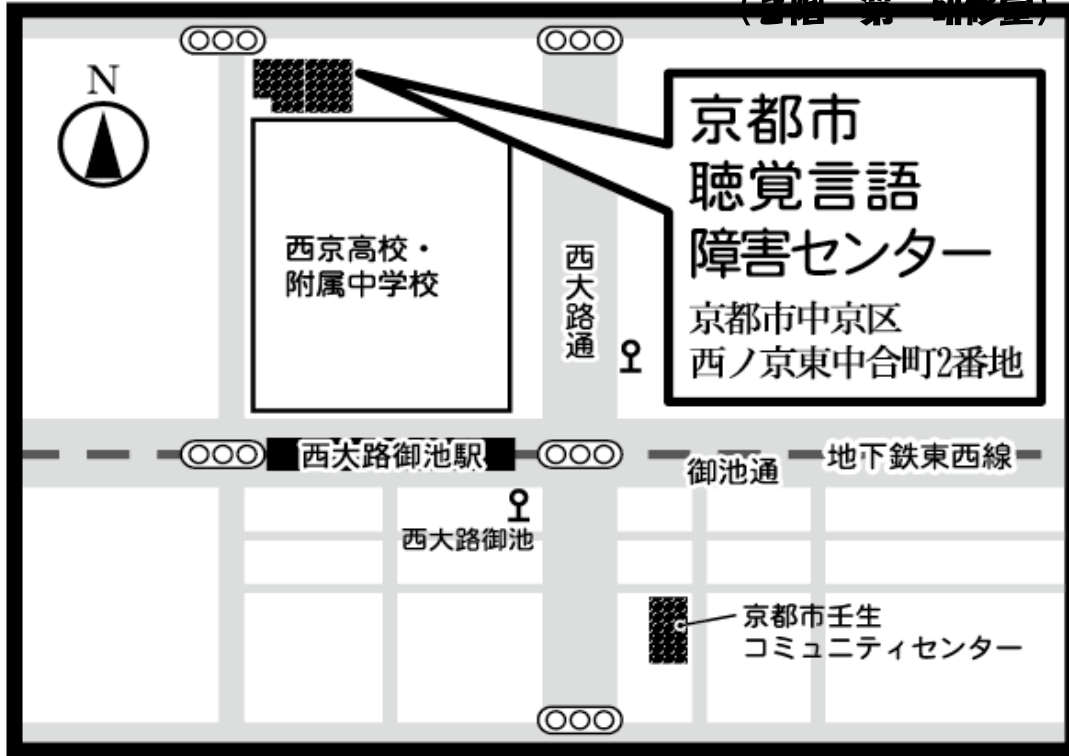 N
京都市
聴覚言語
障害センター
京都市中京区
西ノ京東中合町2番地
西京高校・
附属中学校
西大路通
西大路御池駅
御池通
地下鉄東西線
西大路御池
京都市壬生
コミュニティセンター